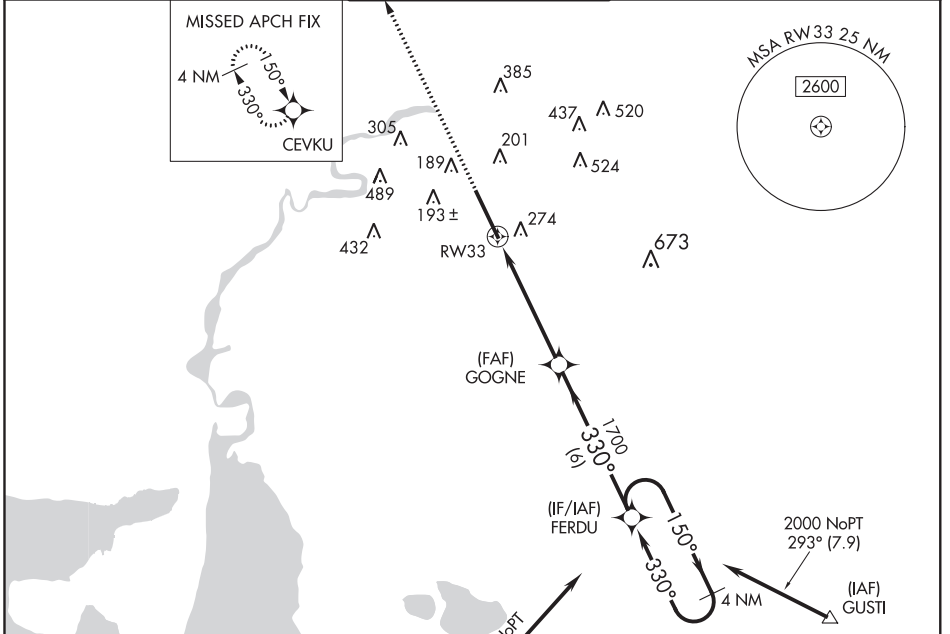 MISSED APCH FIX
4 NM
150°
330°
CEVKU
MSA RW33 25 NM
2600
385
437
520
305
201
189
524
489
193 ±
274
432
RW33
673
(FAF)
GOGNE
1700
330°
(6)
(IF/IAF)
FERDU
150°
330°
4 NM
2000 NoPT
293° (7.9)
(IAF)
GUSTI
NoPT